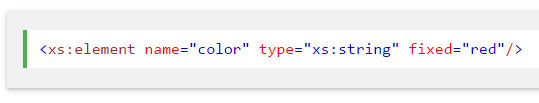 <xs:element name="color" type="xs:string" fixed="red"/>